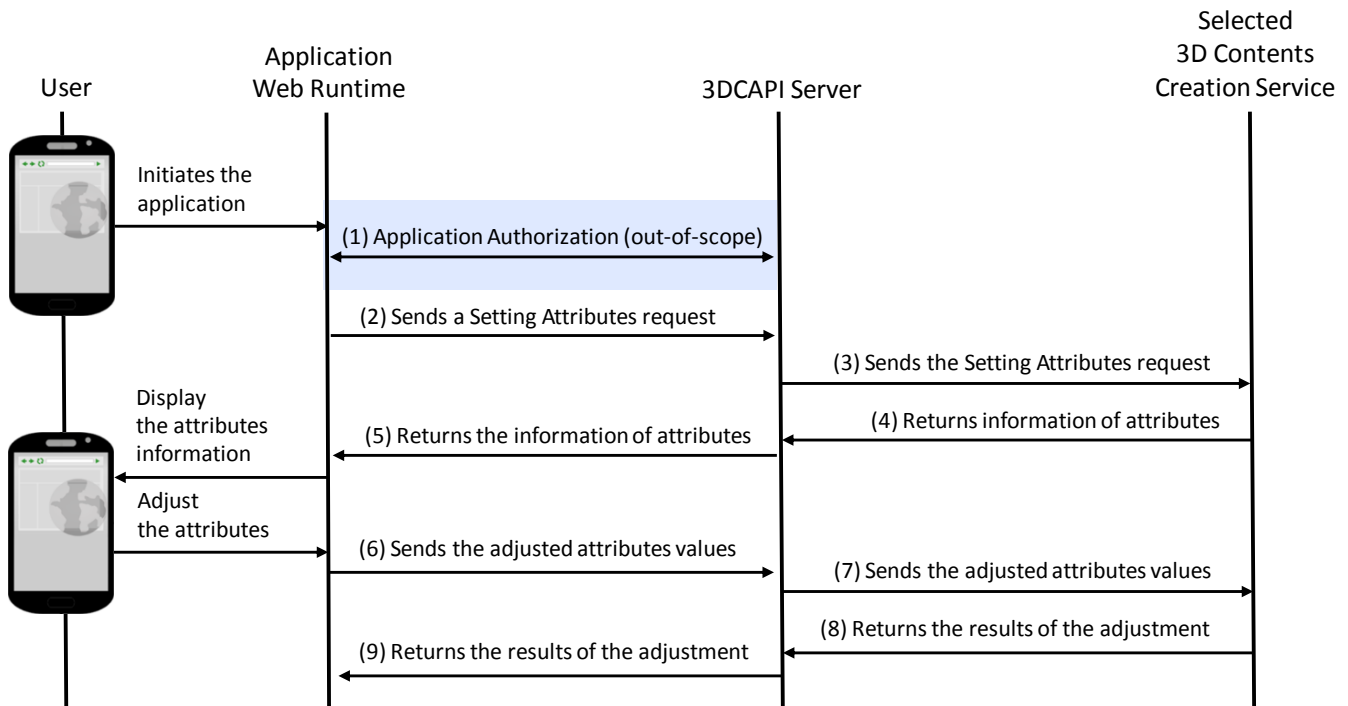 User
Application
Web Runtime
3DCAPI Server
Selected
3D Contents
Creation Service
Initiates the
application
(1) Application Authorization (out-of-scope)
(2) Sends a Setting Attributes request
(3) Sends the Setting Attributes request
(4) Returns information of attributes
(5) Returns the information of attributes
Display
the attributes
information
Adjust
the attributes
(6) Sends the adjusted attributes values
(7) Sends the adjusted attributes values
(8) Returns the results of the adjustment
(9) Returns the results of the adjustment